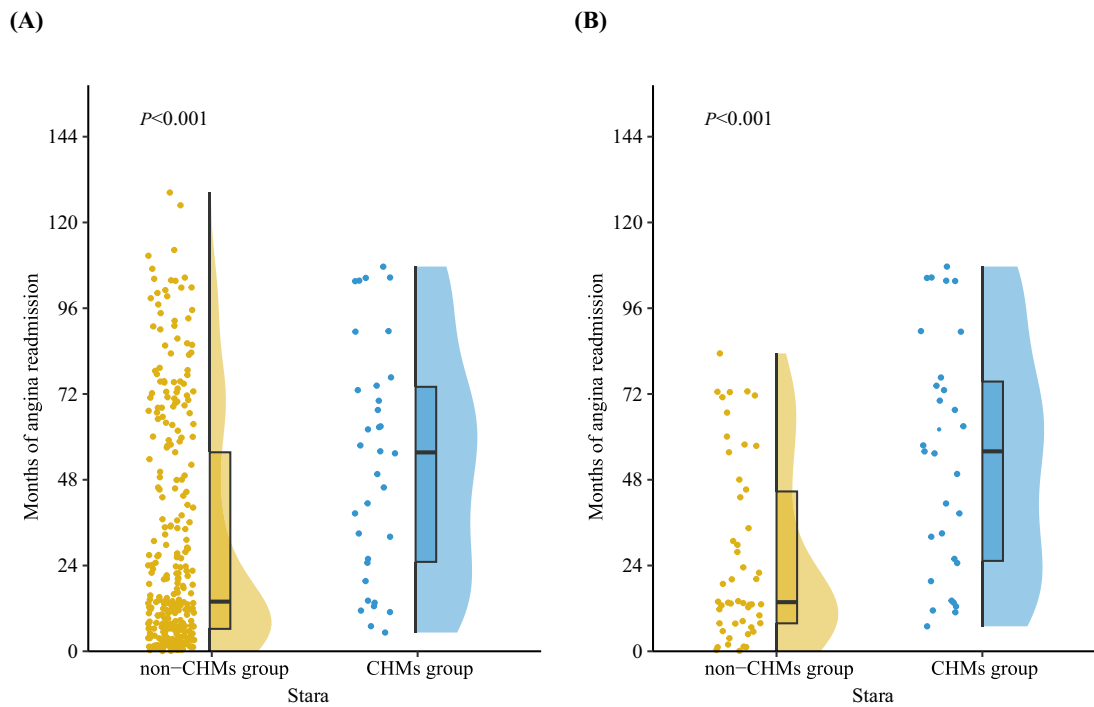 (A)
P<0.001
144
120
96
72
48
24
0
Months of angina readmission
non−CHMs group
CHMs group
Stara
(B)
P<0.001
144
120
96
72
48
24
0
Months of angina readmission
non−CHMs group
CHMs group
Stara